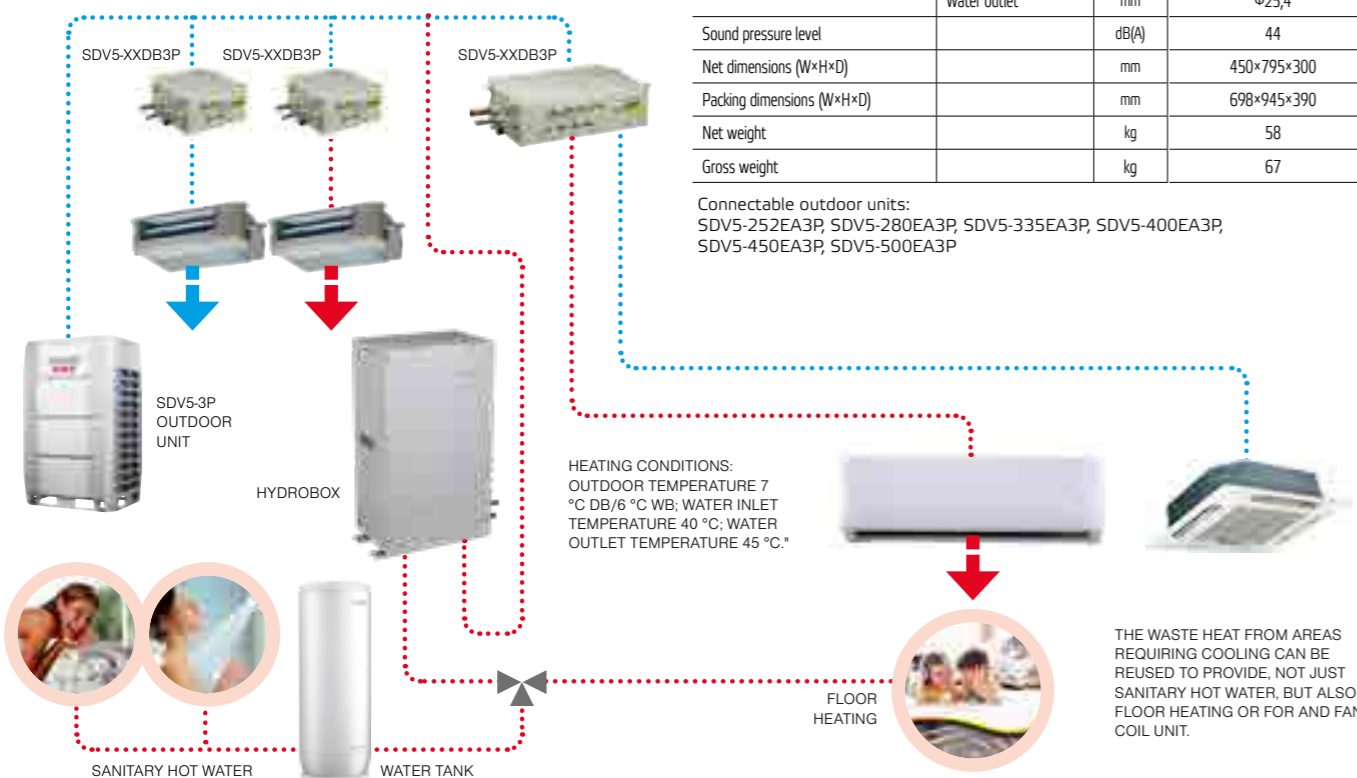 Water outlet mm Φ25,4
Sound pressure level dB(A) 44
Net dimensions (W×H×D) mm 450×795×300
Packing dimensions (W×H×D) mm 698×945×390
Net weight kg 58
Gross weight kg 67
Connectable outdoor units:
SDV5-252EA3P, SDV5-280EA3P, SDV5-335EA3P, SDV5-400EA3P,
SDV5-450EA3P, SDV5-500EA3P
SDV5-XXDB3P
SDV5-XXDB3P
SDV5-XXDB3P
SDV5-3P
OUTDOOR
UNIT
HYDROBOX
HEATING CONDITIONS:
OUTDOOR TEMPERATURE 7
°C DB/6 °C WB; WATER INLET
TEMPERATURE 40 °C; WATER
OUTLET TEMPERATURE 45 °C."
THE WASTE HEAT FROM AREAS
REQUIRING COOLING CAN BE
REUSED TO PROVIDE, NOT JUST
SANITARY HOT WATER, BUT ALSO
FLOOR HEATING OR FOR AND FAN
COIL UNIT.
FLOOR
HEATING
SANITARY HOT WATER
WATER TANK